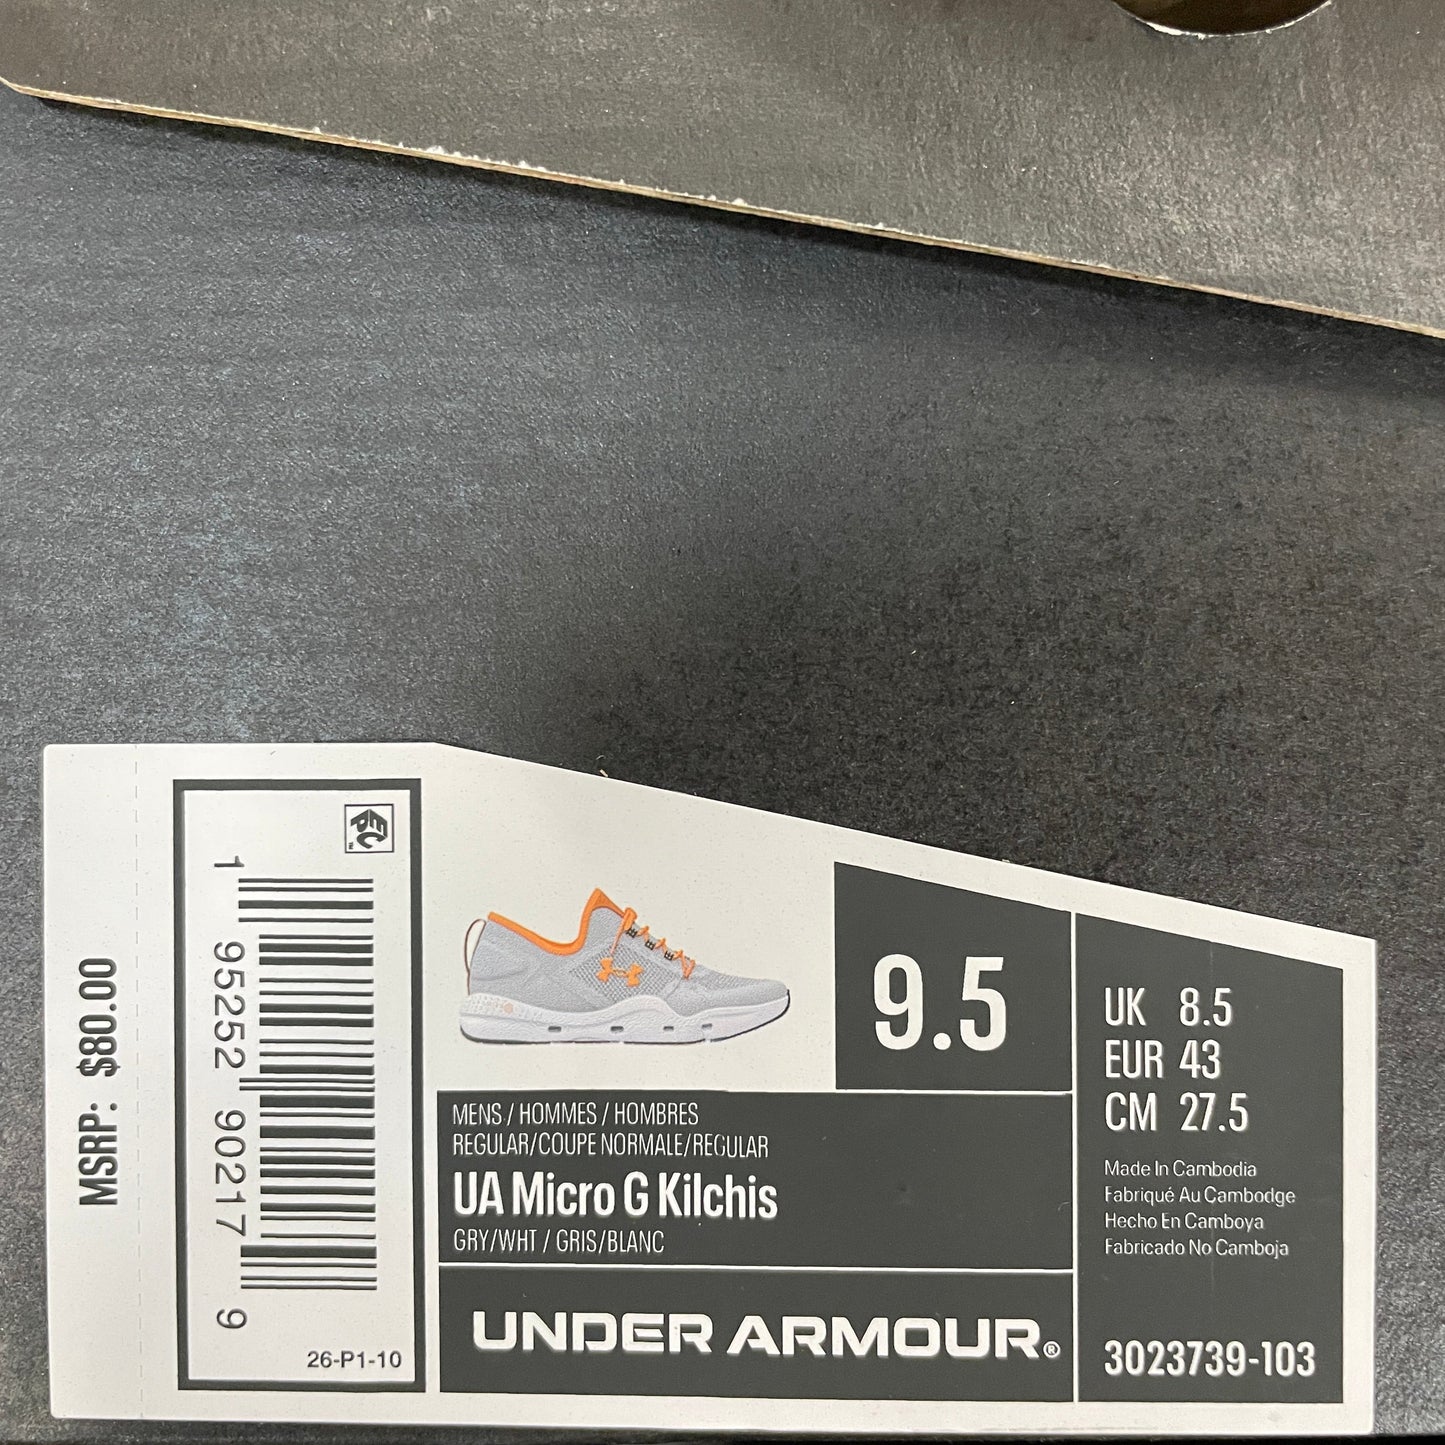 MSRP: $80.00
EPC™
1 95252 90217 9
26-P1-10
9.5
MENS / HOMMES / HOMBRES
REGULAR/COUPE NORMALE/REGULAR
UA Micro G Kilchis
GRY/WHT / GRIS/BLANC
UNDER ARMOUR®
UK 8.5
EUR 43
CM 27.5
Made In Cambodia
Fabriqué Au Cambodge
Hecho En Camboya
Fabricado No Camboja
3023739-103